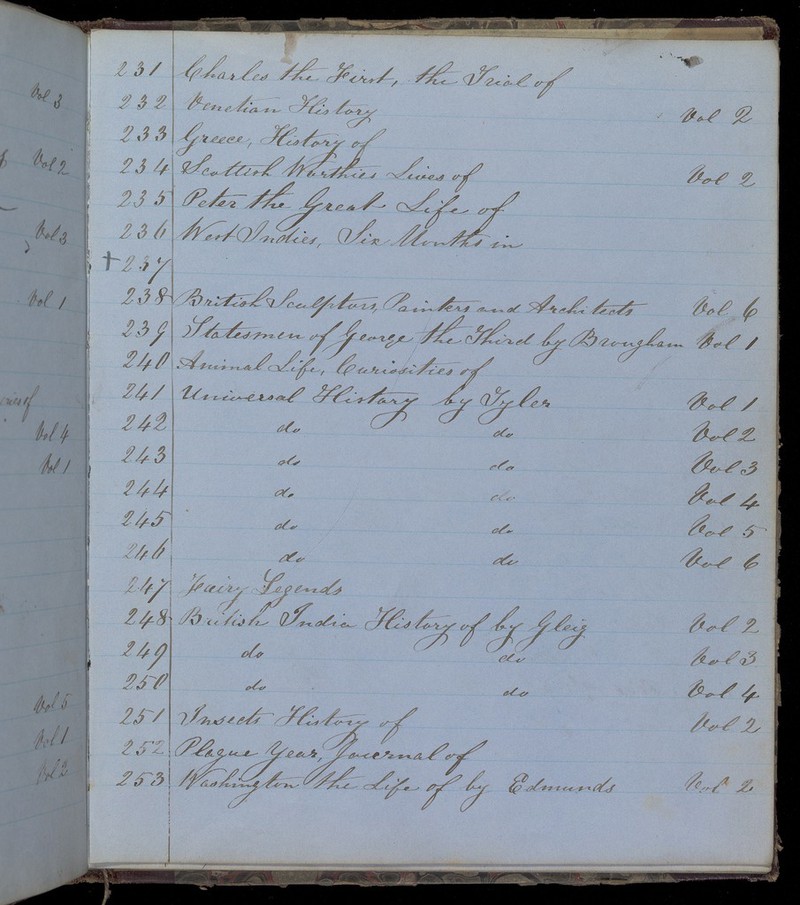 Vol 3
Vol 2
Vol 3
Vol 1
Vol 4
Vol 1
Vol 5
Vol 1
Vol 2
231 Charles the First, the Trial of
232 Venetian History Vol 2
233 Greece, History of
234 Scottish Worthies Lives of Vol 2
235 Peter the Great Life of
236 West Indies, Six Months in
+ 237
238 British Sculptors, Painters and Architects Vol 6
239 Statesmen of George the Third by Brougham Vol 1
240 Animal Life, Curiosities of
241 Universal History by Tyler Vol 1
242 do do Vol 2
243 do do Vol 3
244 do do Vol 4
245 do do Vol 5
246 do do Vol 6
247 Fairy Legends
248 British India History of by Gleig Vol 2
249 do do Vol 3
250 do do Vol 4
251 Insects History of Vol 2
252 Plague Year, Journal of
253 Washington the Life of by Edmunds Vol 2